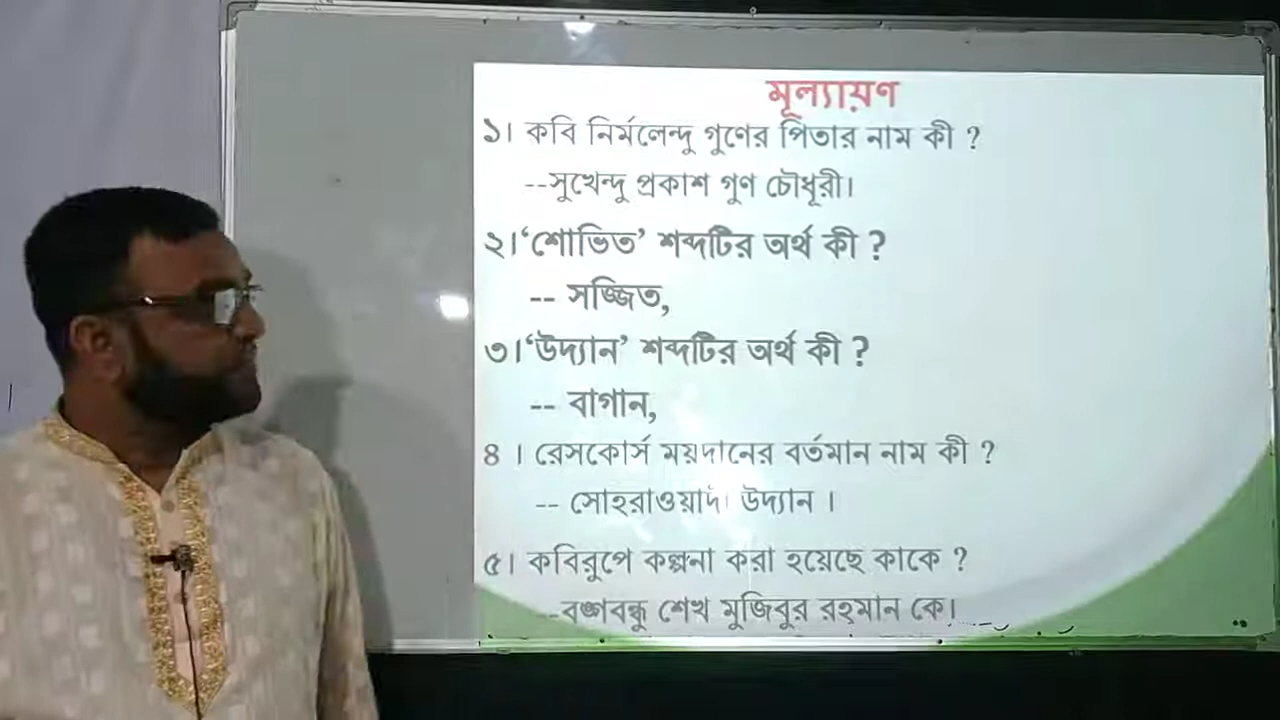 মূল্যায়ণ
১। কবি নির্মলেন্দু গুণের পিতার নাম কী ?
--সুখেন্দু প্রকাশ গুণ চৌধূরী।
২।‘শোভিত’ শব্দটির অর্থ কী ?
-- সজ্জিত,
৩।‘উদ্যান’ শব্দটির অর্থ কী ?
-- বাগান,
৪ । রেসকোর্স ময়দানের বর্তমান নাম কী ?
-- সোহরাওয়ার্দী উদ্যান ।
৫। কবিরুপে কল্পনা করা হয়েছে কাকে ?
--বঙ্গবন্ধু শেখ মুজিবুর রহমান কে।